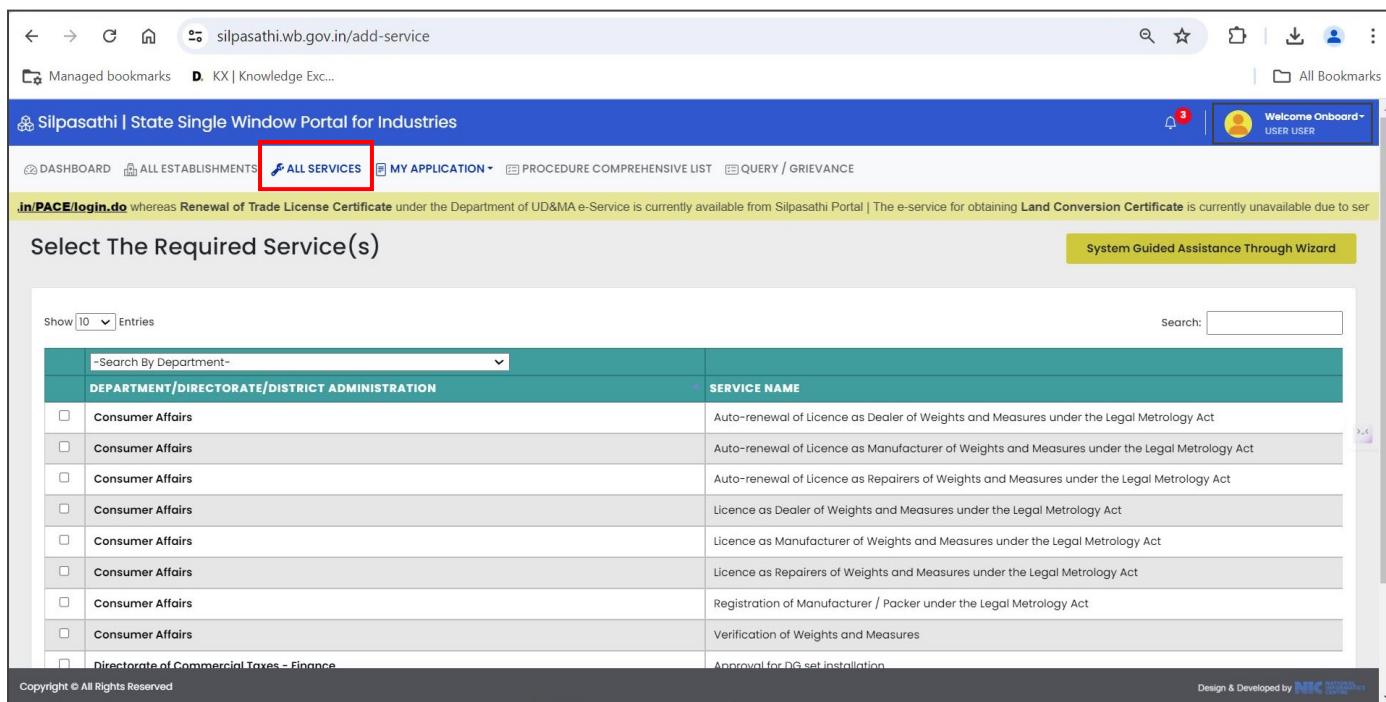 silpasathi.wb.gov.in/add-service
Managed bookmarks D. KX | Knowledge Exc... All Bookmarks
Silpasathi | State Single Window Portal for Industries 3 Welcome Onboard
USER USER
DASHBOARD ALL ESTABLISHMENTS ALL SERVICES MY APPLICATION PROCEDURE COMPREHENSIVE LIST QUERY / GRIEVANCE
.in/PACE/login.do whereas Renewal of Trade License Certificate under the Department of UD&MA e-Service is currently available from Silpasathi Portal | The e-service for obtaining Land Conversion Certificate is currently unavailable due to ser
Select The Required Service(s) System Guided Assistance Through Wizard
Show 10 Entries Search:
-Search By Department-
DEPARTMENT/DIRECTORATE/DISTRICT ADMINISTRATION SERVICE NAME
Consumer Affairs Auto-renewal of Licence as Dealer of Weights and Measures under the Legal Metrology Act
Consumer Affairs Auto-renewal of Licence as Manufacturer of Weights and Measures under the Legal Metrology Act
Consumer Affairs Auto-renewal of Licence as Repairers of Weights and Measures under the Legal Metrology Act
Consumer Affairs Licence as Dealer of Weights and Measures under the Legal Metrology Act
Consumer Affairs Licence as Manufacturer of Weights and Measures under the Legal Metrology Act
Consumer Affairs Licence as Repairers of Weights and Measures under the Legal Metrology Act
Consumer Affairs Registration of Manufacturer / Packer under the Legal Metrology Act
Consumer Affairs Verification of Weights and Measures
Directorate of Commercial Taxes - Finance Approval for DG set installation
Copyright © All Rights Reserved Design & Developed by NIC NATIONAL INFORMATICS CENTRE